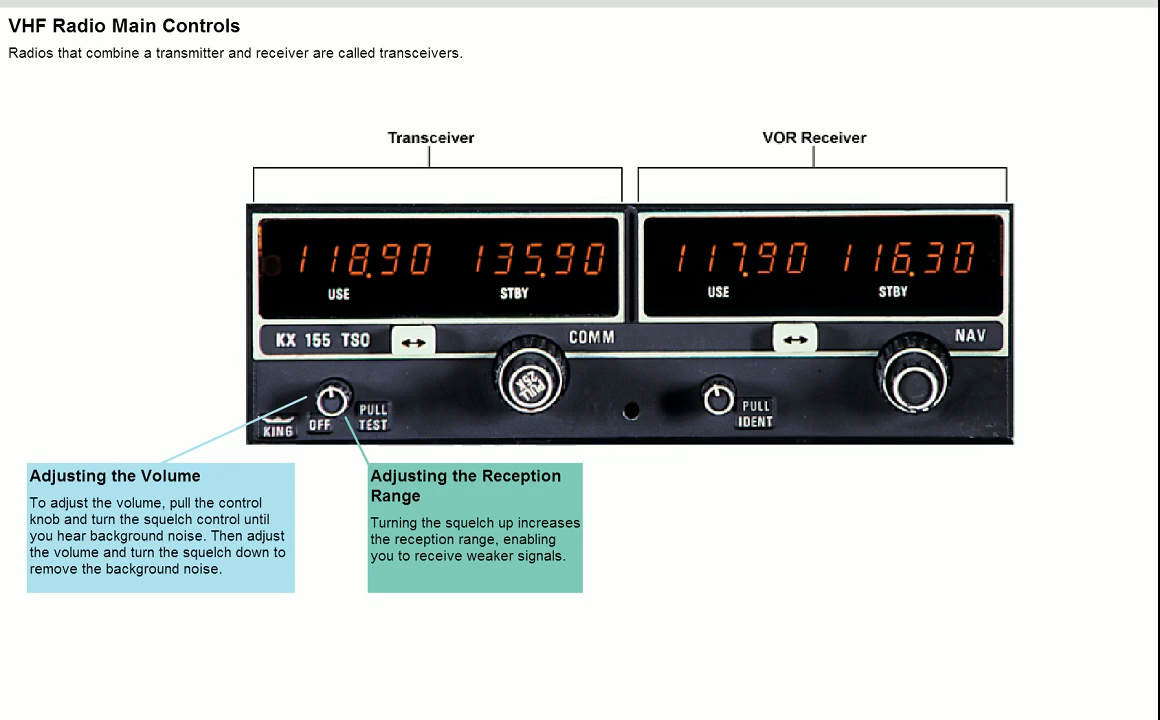 VHF Radio Main Controls
Radios that combine a transmitter and receiver are called transceivers.
Transceiver
VOR Receiver
118.90 135.90
USE STBY
117.90 116.30
USE STBY
KX 155 TSO
COMM
NAV
PULL 25K
KING
OFF
PULL
TEST
PULL
IDENT
Adjusting the Volume
To adjust the volume, pull the control
knob and turn the squelch control until
you hear background noise. Then adjust
the volume and turn the squelch down to
remove the background noise.
Adjusting the Reception
Range
Turning the squelch up increases
the reception range, enabling
you to receive weaker signals.